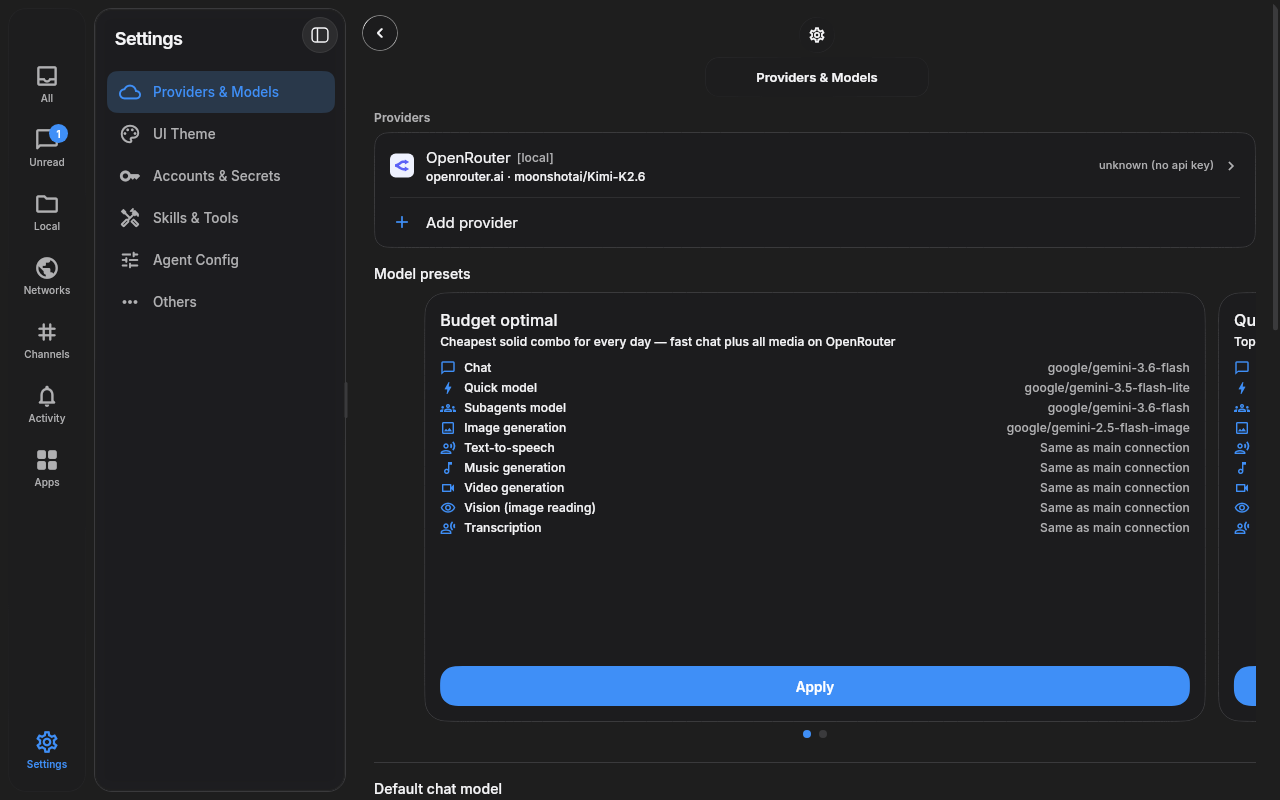 All
1
Unread
Local
Networks
Channels
Activity
Apps
Settings
Settings
Providers & Models
UI Theme
Accounts & Secrets
Skills & Tools
Agent Config
Others
Providers & Models
Providers
OpenRouter [local]
openrouter.ai · moonshotai/Kimi-K2.6
unknown (no api key)
Add provider
Model presets
Budget optimal
Cheapest solid combo for every day — fast chat plus all media on OpenRouter
Chat google/gemini-3.6-flash
Quick model google/gemini-3.5-flash-lite
Subagents model google/gemini-3.6-flash
Image generation google/gemini-2.5-flash-image
Text-to-speech Same as main connection
Music generation Same as main connection
Video generation Same as main connection
Vision (image reading) Same as main connection
Transcription Same as main connection
Apply
Qu
Top
Default chat model